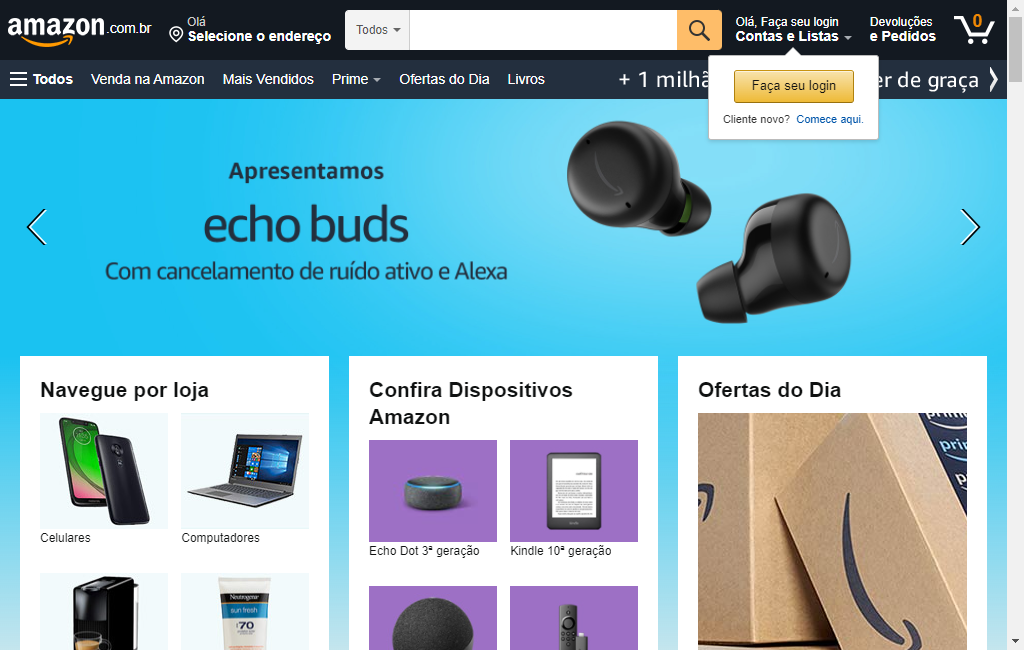 amazon.com.br
Olá
Selecione o endereço
Todos
Olá, Faça seu login
Contas e Listas
Devoluções
e Pedidos
0
Todos
Venda na Amazon
Mais Vendidos
Prime
Ofertas do Dia
Livros
+ 1 milhã
er de graça
Faça seu login
Cliente novo? Comece aqui.
Apresentamos
echo buds
Com cancelamento de ruído ativo e Alexa
Navegue por loja
Celulares
Computadores
Neutrogena
sun fresh
70
Confira Dispositivos
Amazon
Echo Dot 3ª geração
Kindle 10ª geração
kindle
Ofertas do Dia
prime